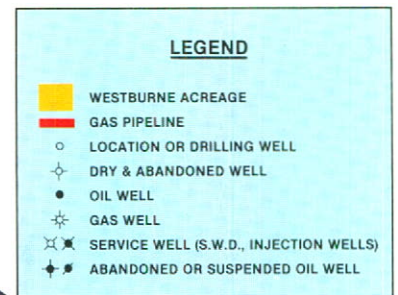 LEGEND
WESTBURNE ACREAGE
GAS PIPELINE
LOCATION OR DRILLING WELL
DRY & ABANDONED WELL
OIL WELL
GAS WELL
SERVICE WELL (S.W.D., INJECTION WELLS)
ABANDONED OR SUSPENDED OIL WELL